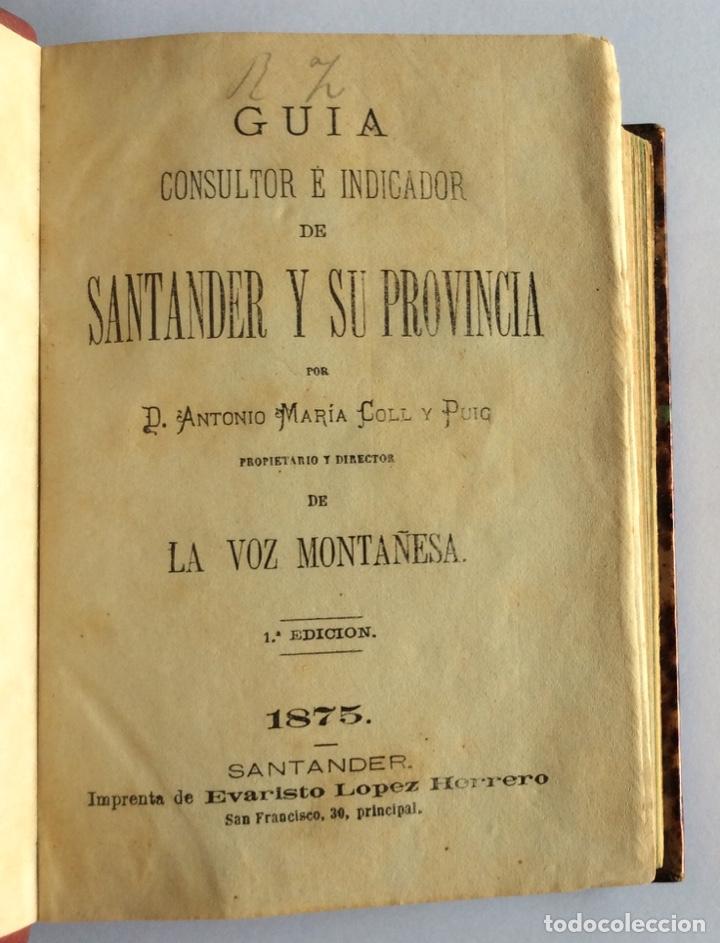 R 7
GUIA
CONSULTOR É INDICADOR
DE
SANTANDER Y SU PROVINCIA
POR
D. ANTONIO MARÍA COLL Y PUIG
PROPIETARIO Y DIRECTOR
DE
LA VOZ MONTAÑESA.
1.ª EDICION.
1875.
SANTANDER.
Imprenta de Evaristo Lopez Herrero
San Francisco, 30, principal.
todocoleccion